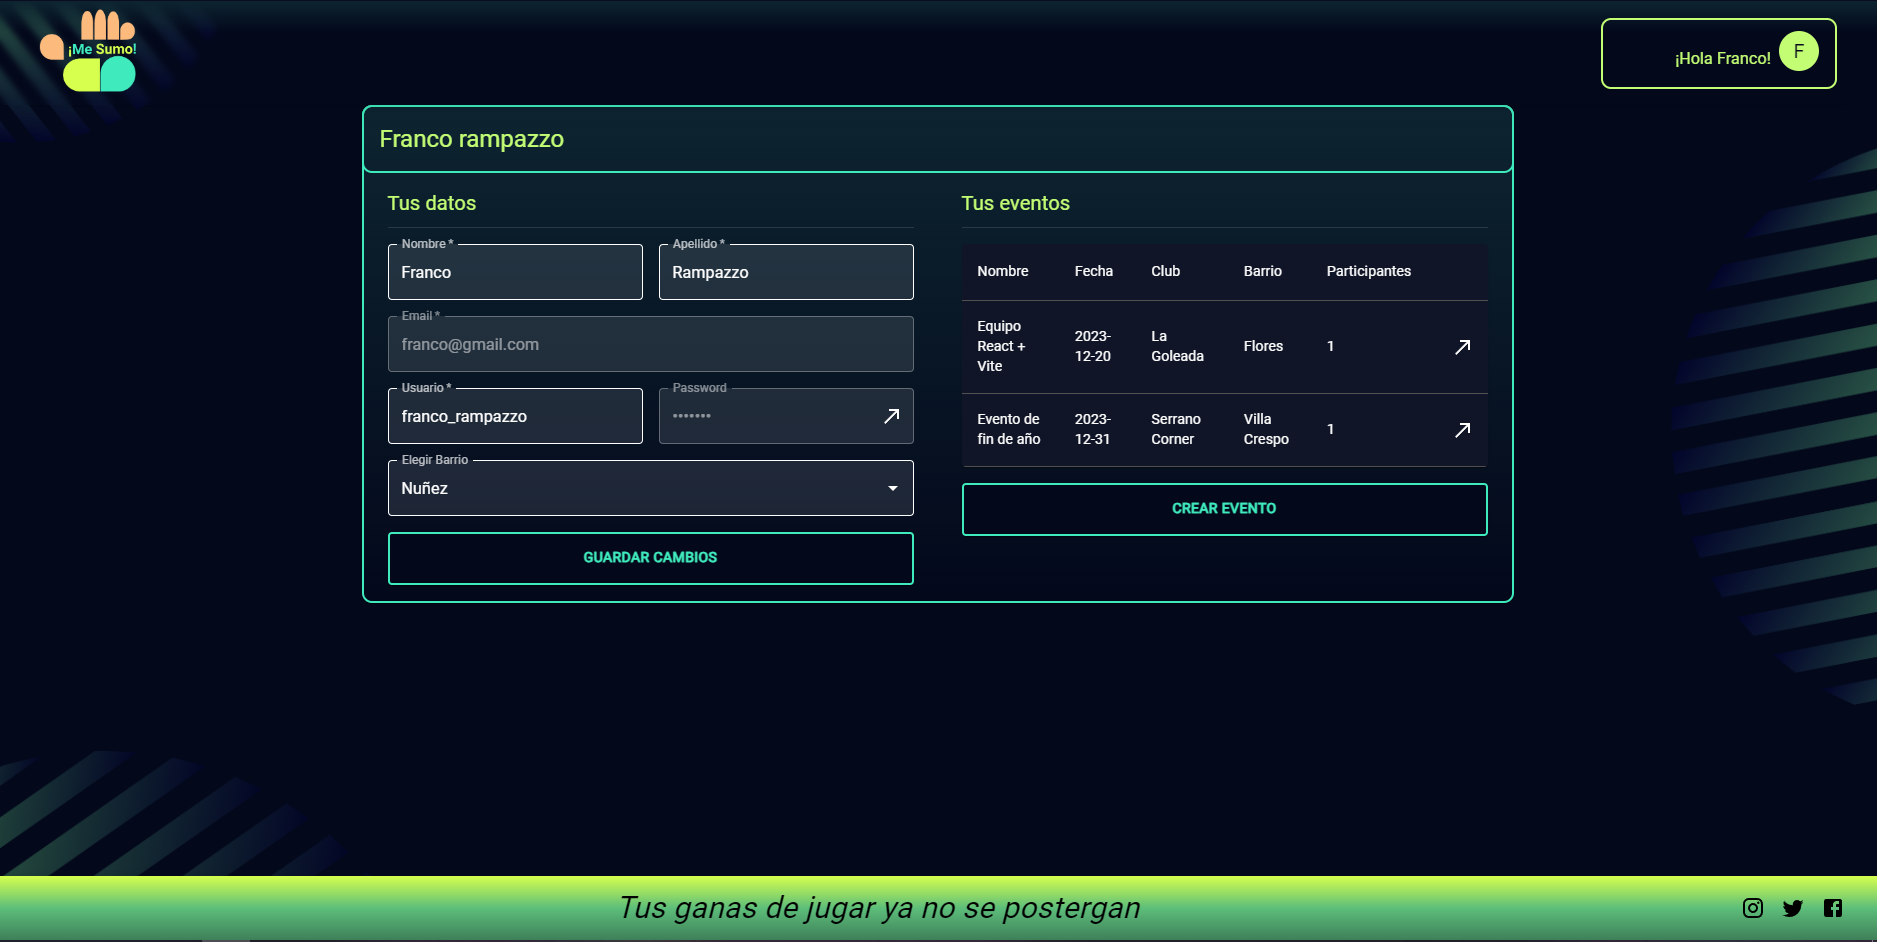 ¡Me Sumo!
¡Hola Franco!
F
Franco rampazzo
Tus datos
Nombre *
Franco
Apellido *
Rampazzo
Email *
franco@gmail.com
Usuario *
franco_rampazzo
Password
•••••••
Elegir Barrio
Nuñez
GUARDAR CAMBIOS
Tus eventos
Nombre Fecha Club Barrio Participantes
Equipo
React +
Vite
2023-
12-20
La
Goleada
Flores
1
Evento de
fin de año
2023-
12-31
Serrano
Corner
Villa
Crespo
1
CREAR EVENTO
Tus ganas de jugar ya no se postergan